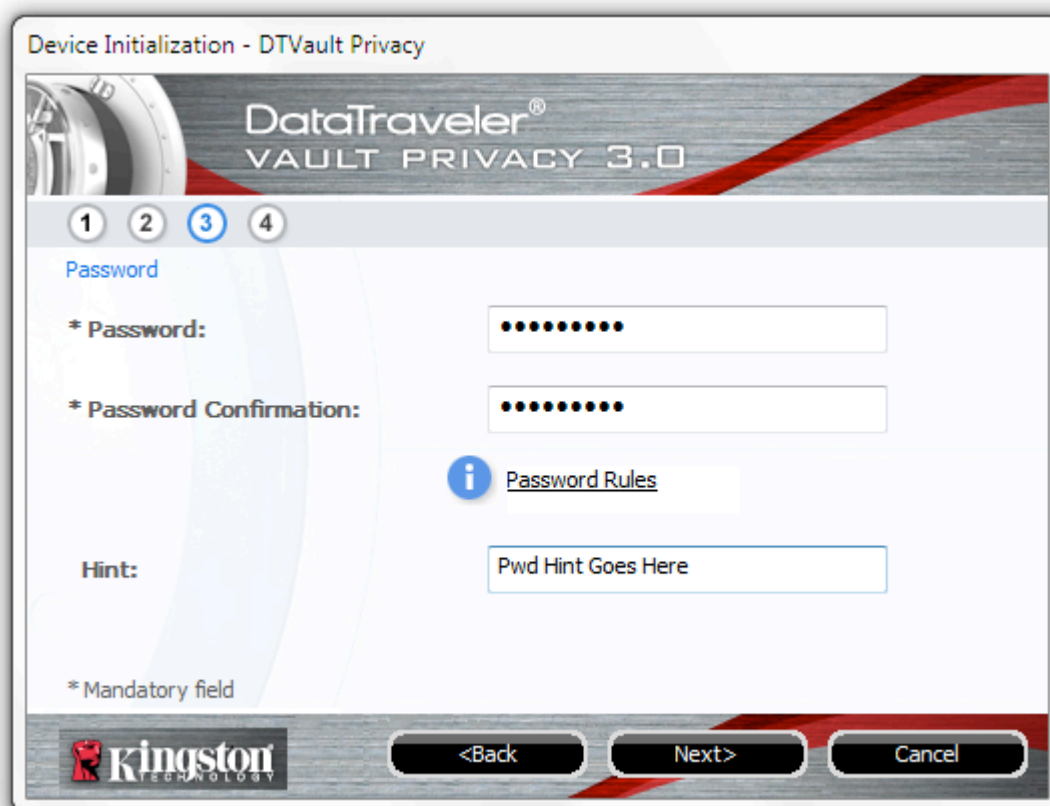 Device Initialization - DTVault Privacy
DataTraveler®
VAULT PRIVACY 3.0
1 2 3 4
Password
* Password: •••••••••
* Password Confirmation: •••••••••
i Password Rules
Hint: Pwd Hint Goes Here
* Mandatory field
Kingston <Back Next> Cancel
TECHNOLOGY